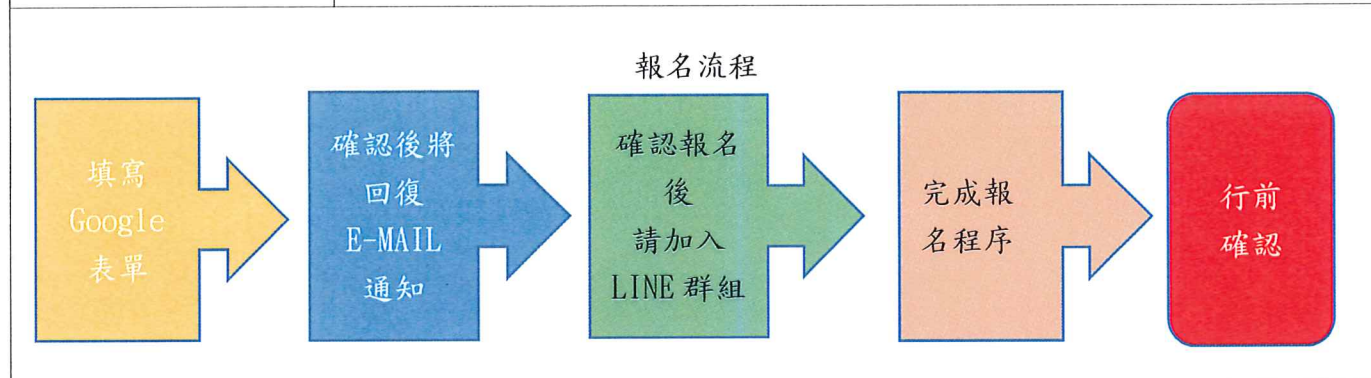 報名流程
填寫
Google
表單
確認後將
回復
E-MAIL
通知
確認報名
後
請加入
LINE 群組
完成報
名程序
行前
確認